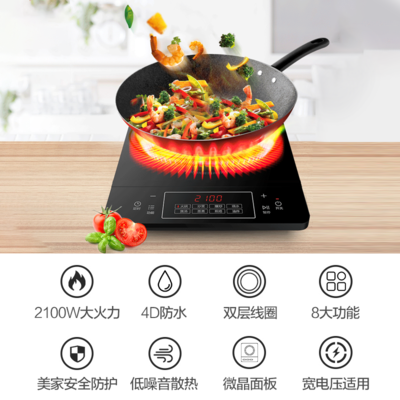 2100
2100W大火力
4D防水
双层线圈
8大功能
美家安全防护
低噪音散热
微晶面板
宽电压适用